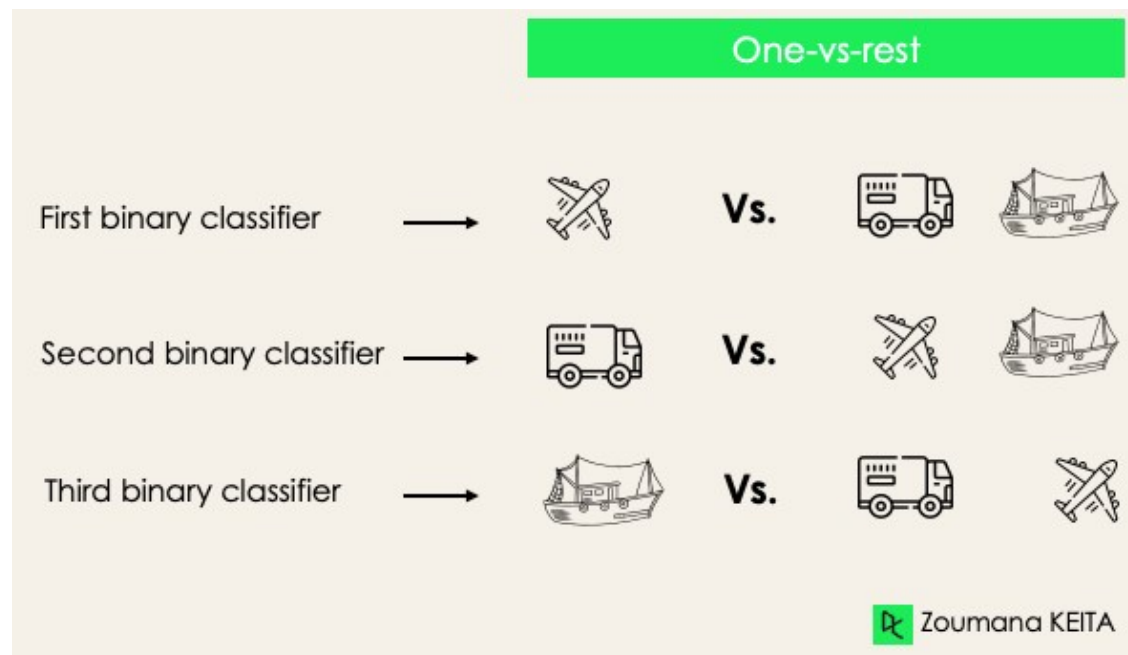 One-vs-rest
First binary classifier
Vs.
Second binary classifier
Vs.
Third binary classifier
Vs.
Zoumana KEITA